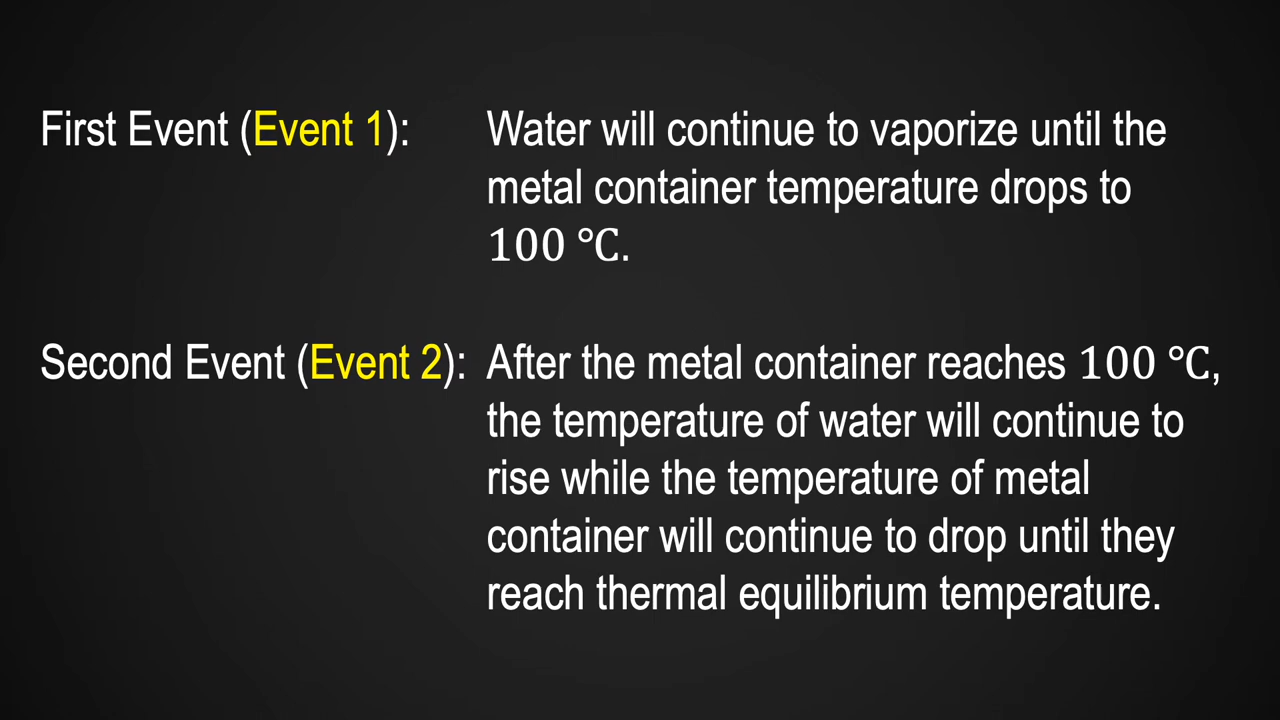 First Event (Event 1): Water will continue to vaporize until the
metal container temperature drops to
100 °C.
Second Event (Event 2): After the metal container reaches 100 °C,
the temperature of water will continue to
rise while the temperature of metal
container will continue to drop until they
reach thermal equilibrium temperature.